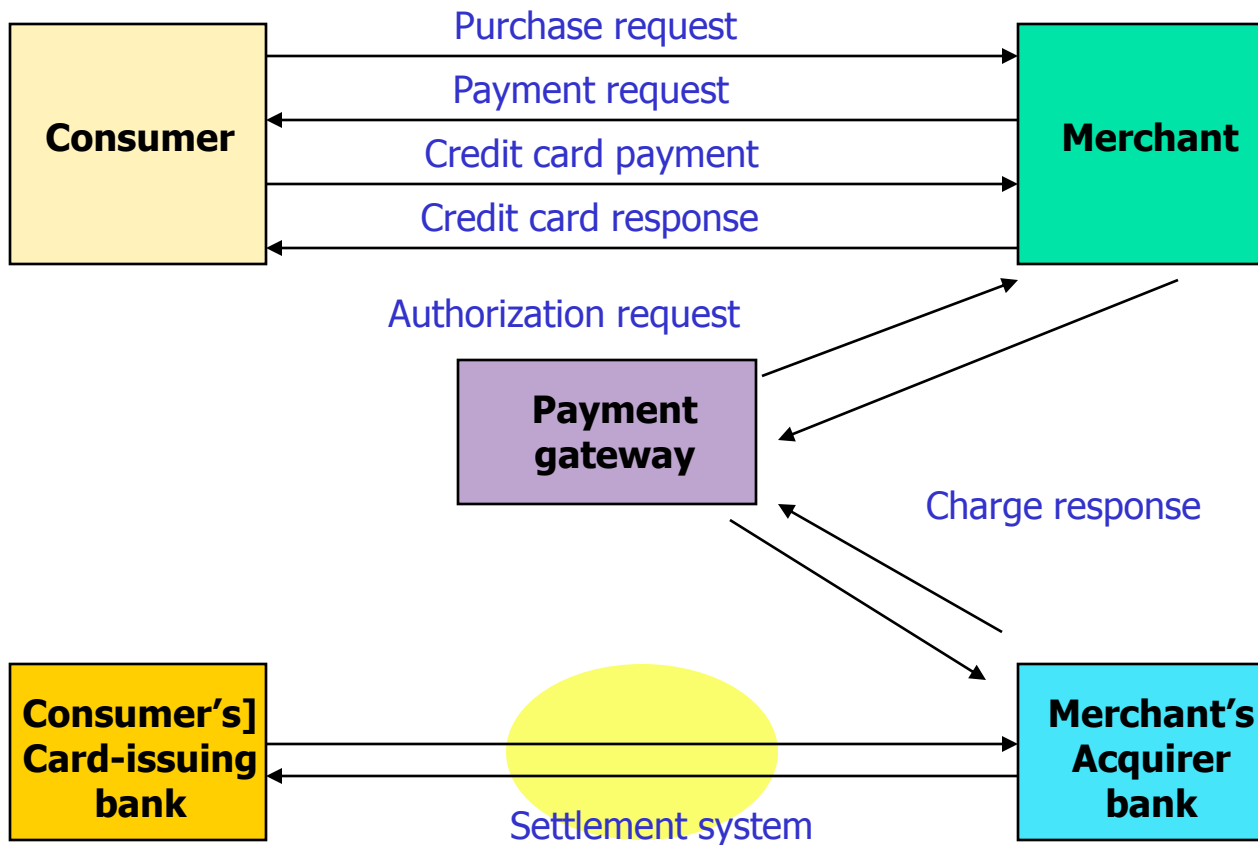 Purchase request
Payment request
Consumer
Merchant
Credit card payment
Credit card response
Authorization request
Payment
gateway
Charge response
Consumer’s]
Card-issuing
bank
Merchant’s
Acquirer
bank
Settlement system